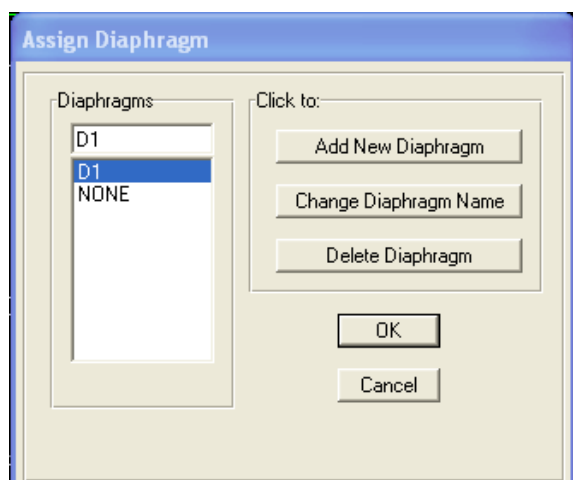 Assign Diaphragm
Diaphragms
D1
D1
NONE
Click to:
Add New Diaphragm
Change Diaphragm Name
Delete Diaphragm
OK
Cancel